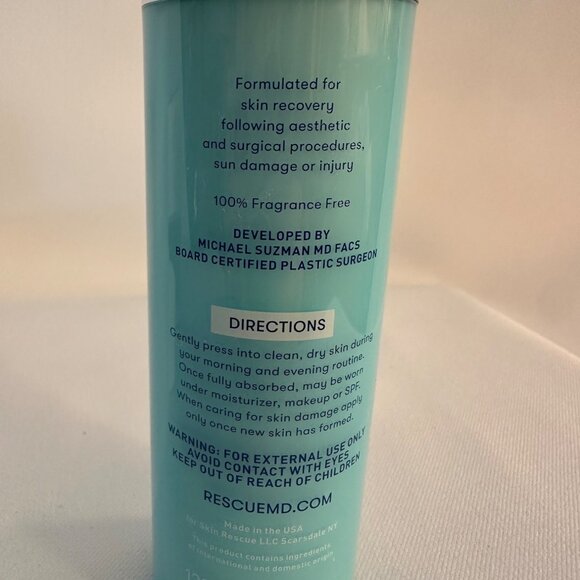 Formulated for
skin recovery
following aesthetic
and surgical procedures,
sun damage or injury
100% Fragrance Free
DEVELOPED BY
MICHAEL SUZMAN MD FACS
BOARD CERTIFIED PLASTIC SURGEON
DIRECTIONS
Gently press into clean, dry skin during
your morning and evening routine.
Once fully absorbed, may be worn
under moisturizer, makeup or SPF.
When caring for skin damage apply
only once new skin has formed.
WARNING: FOR EXTERNAL USE ONLY
AVOID CONTACT WITH EYES
KEEP OUT OF REACH OF CHILDREN
RESCUEMD.COM
Made in the USA
for Skin Rescue LLC Scarsdale NY
This product contains ingredients
of international and domestic origin